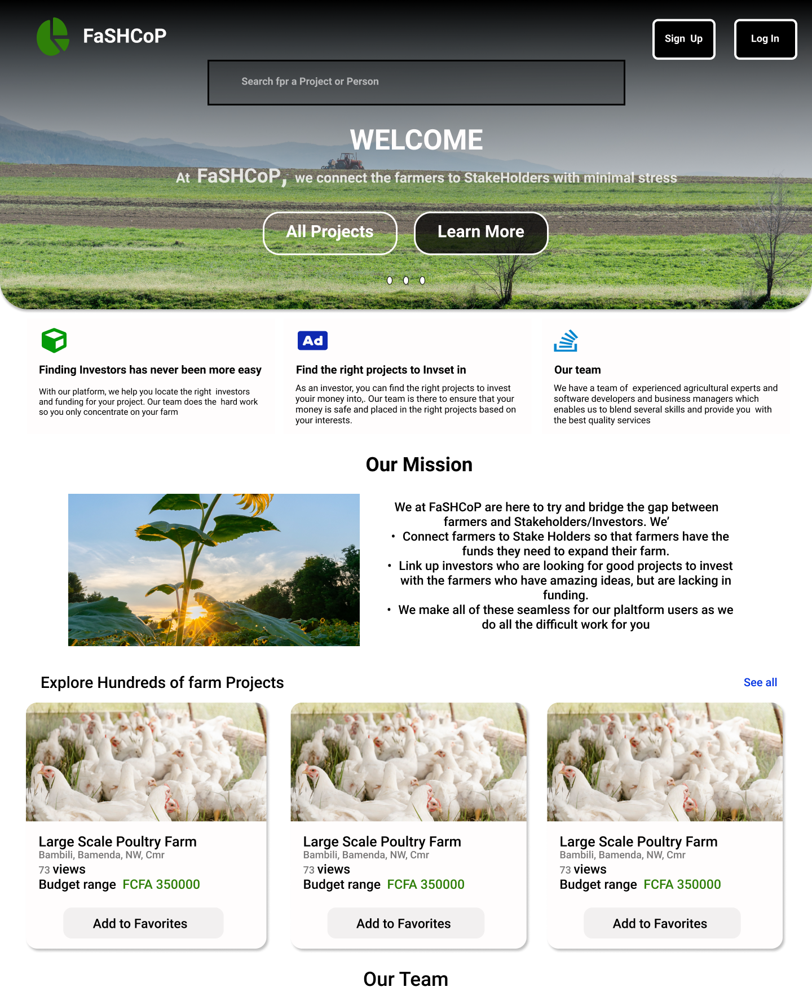 FaSHCoP
Sign Up
Log In
Search fpr a Project or Person
WELCOME
At FaSHCoP, we connect the farmers to StakeHolders with minimal stress
All Projects
Learn More
Finding Investors has never been more easy
With our platform, we help you locate the right investors
and funding for your project. Our team does the hard work
so you only concentrate on your farm
Ad
Find the right projects to Invset in
As an investor, you can find the right projects to invest
youir money into,. Our team is there to ensure that your
money is safe and placed in the right projects based on
your interests.
Our team
We have a team of experienced agricultural experts and
software developers and business managers which
enables us to blend several skills and provide you with
the best quality services
Our Mission
We at FaSHCoP are here to try and bridge the gap between
farmers and Stakeholders/Investors. We’
• Connect farmers to Stake Holders so that farmers have the
funds they need to expand their farm.
• Link up investors who are looking for good projects to invest
with the farmers who have amazing ideas, but are lacking in
funding.
• We make all of these seamless for our plaltform users as we
do all the difficult work for you
Explore Hundreds of farm Projects
See all
Large Scale Poultry Farm
Bambili, Bamenda, NW, Cmr
73 views
Budget range FCFA 350000
Add to Favorites
Large Scale Poultry Farm
Bambili, Bamenda, NW, Cmr
73 views
Budget range FCFA 350000
Add to Favorites
Large Scale Poultry Farm
Bambili, Bamenda, NW, Cmr
73 views
Budget range FCFA 350000
Add to Favorites
Our Team